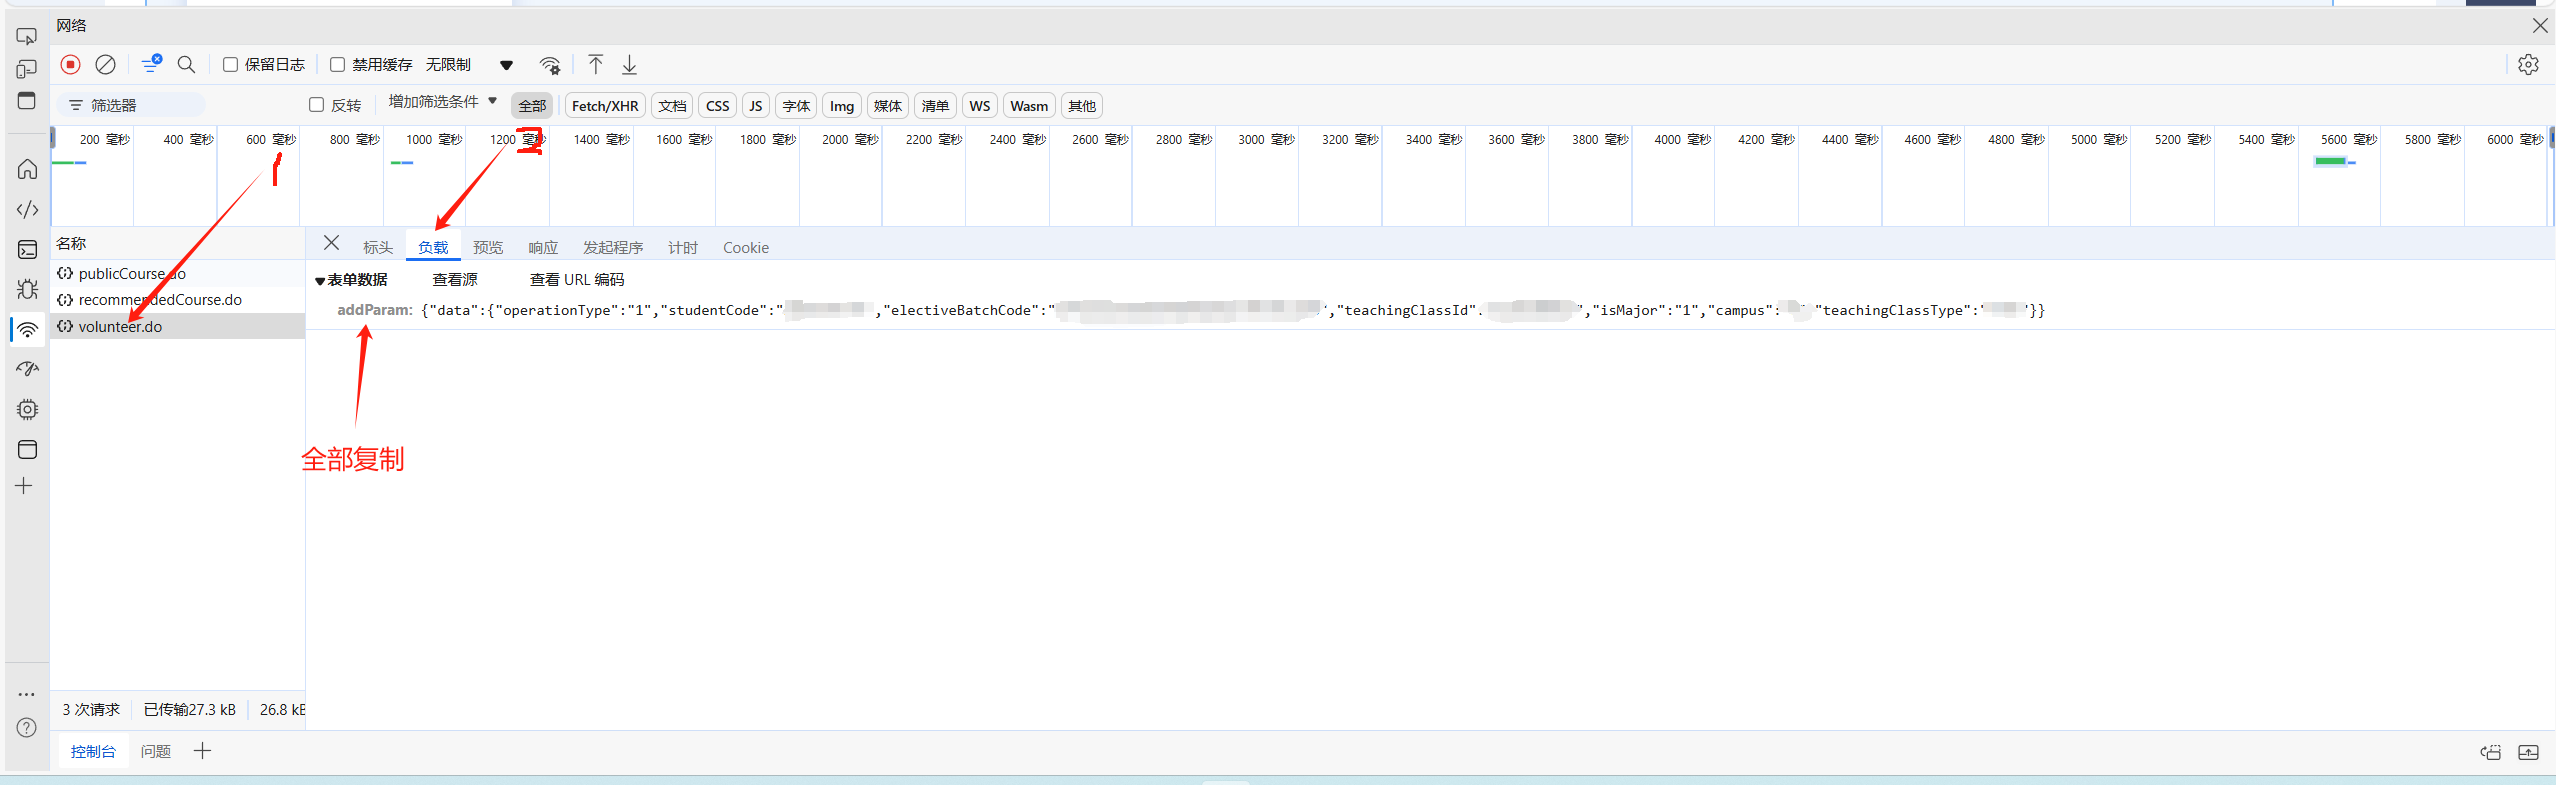 网络
保留日志 禁用缓存 无限制
筛选器 反转 增加筛选条件 全部 Fetch/XHR 文档 CSS JS 字体 Img 媒体 清单 WS Wasm 其他
200 毫秒 400 毫秒 600 毫秒 800 毫秒 1000 毫秒 1200 毫秒 1400 毫秒 1600 毫秒 1800 毫秒 2000 毫秒 2200 毫秒 2400 毫秒 2600 毫秒 2800 毫秒 3000 毫秒 3200 毫秒 3400 毫秒 3600 毫秒 3800 毫秒 4000 毫秒 4200 毫秒 4400 毫秒 4600 毫秒 4800 毫秒 5000 毫秒 5200 毫秒 5400 毫秒 5600 毫秒 5800 毫秒 6000 毫秒
1 2
名称 标头 负载 预览 响应 发起程序 计时 Cookie
publicCourse.do 表单数据 查看源 查看 URL 编码
recommendedCourse.do
addParam: {"data":{"operationType":"1","studentCode":" ,"electiveBatchCode":" ","teachingClassId": ","isMajor":"1","campus": "teachingClassType":" "}}
volunteer.do
全部复制
3 次请求 已传输27.3 kB 26.8 kB
控制台 问题